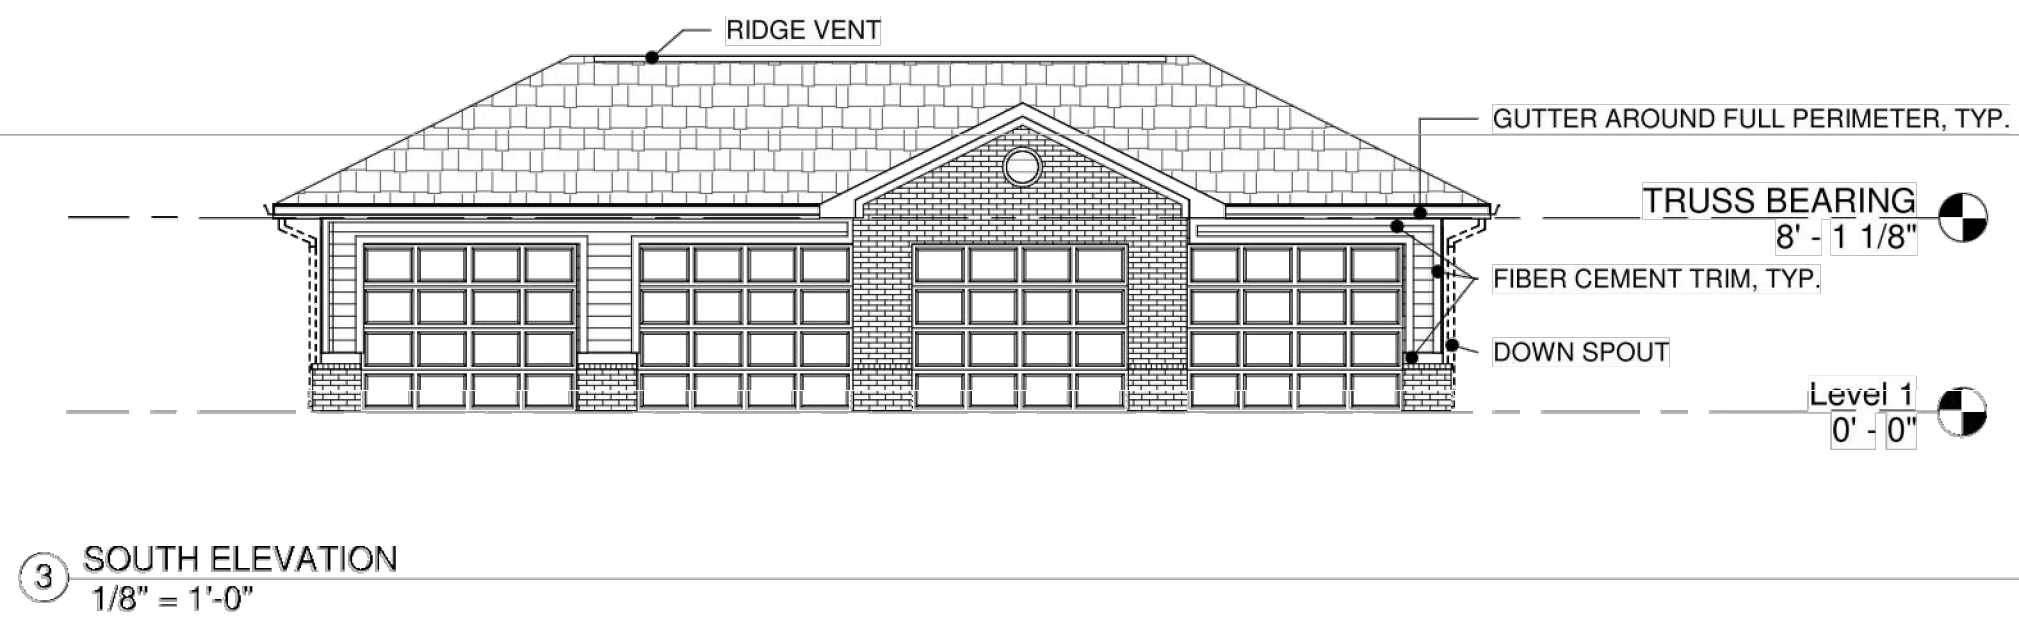 RIDGE VENT
GUTTER AROUND FULL PERIMETER, TYP.
TRUSS BEARING
8' - 1 1/8"
FIBER CEMENT TRIM, TYP.
DOWN SPOUT
Level 1
0' - 0"
3
SOUTH ELEVATION
1/8" = 1'-0"